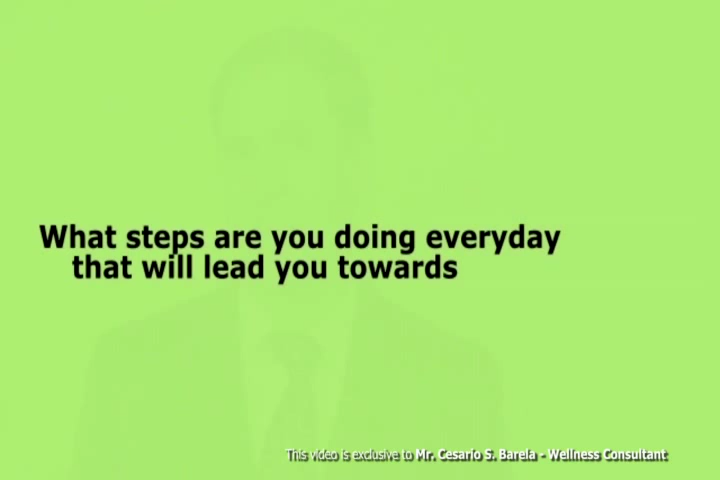 What steps are you doing everyday
that will lead you towards
This video is exclusive to Mr. Cesario S. Barela - Wellness Consultant